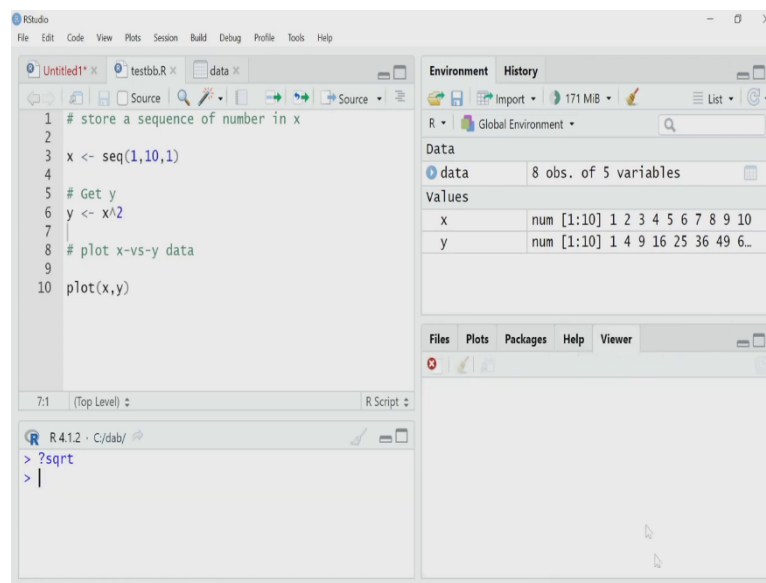 RStudio
File Edit Code View Plots Session Build Debug Profile Tools Help
Untitled1* testbb.R data
Source Source
1 # store a sequence of number in x
2
3 x <- seq(1,10,1)
4
5 # Get y
6 y <- x^2
7
8 # plot x-vs-y data
9
10 plot(x,y)
7:1 (Top Level) R Script
R 4.1.2 · C:/dab/
> ?sqrt
>
Environment History
Import 171 MiB List
R Global Environment
Data
data 8 obs. of 5 variables
Values
x num [1:10] 1 2 3 4 5 6 7 8 9 10
y num [1:10] 1 4 9 16 25 36 49 6…
Files Plots Packages Help Viewer